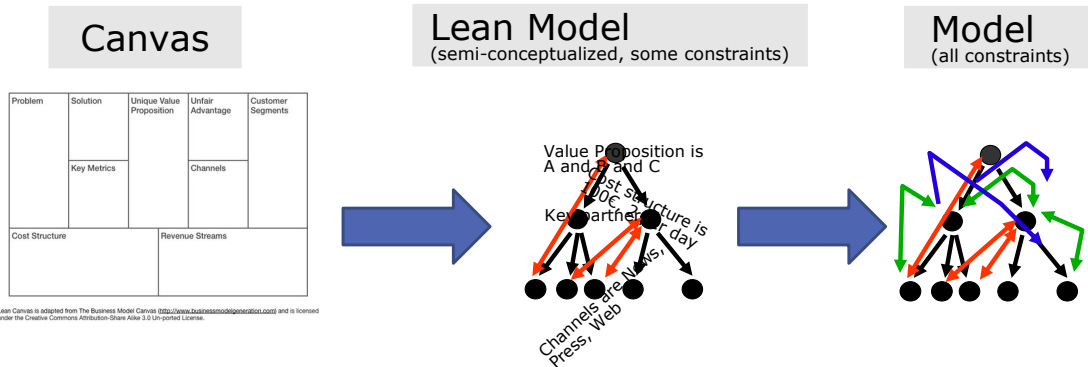 Canvas
Lean Model
(semi-conceptualized, some constraints)
Model
(all constraints)
Problem
Solution
Unique Value
Proposition
Unfair
Advantage
Customer
Segments
Key Metrics
Channels
Cost Structure
Revenue Streams
Lean Canvas is adapted from The Business Model Canvas (http://www.businessmodelgeneration.com) and is licensed
under the Creative Commons Attribution-Share Alike 3.0 Un-ported License.
Value Proposition is
A and B and C
Cost structure is
100€ per day
Key partner
Channels are News,
Press, Web